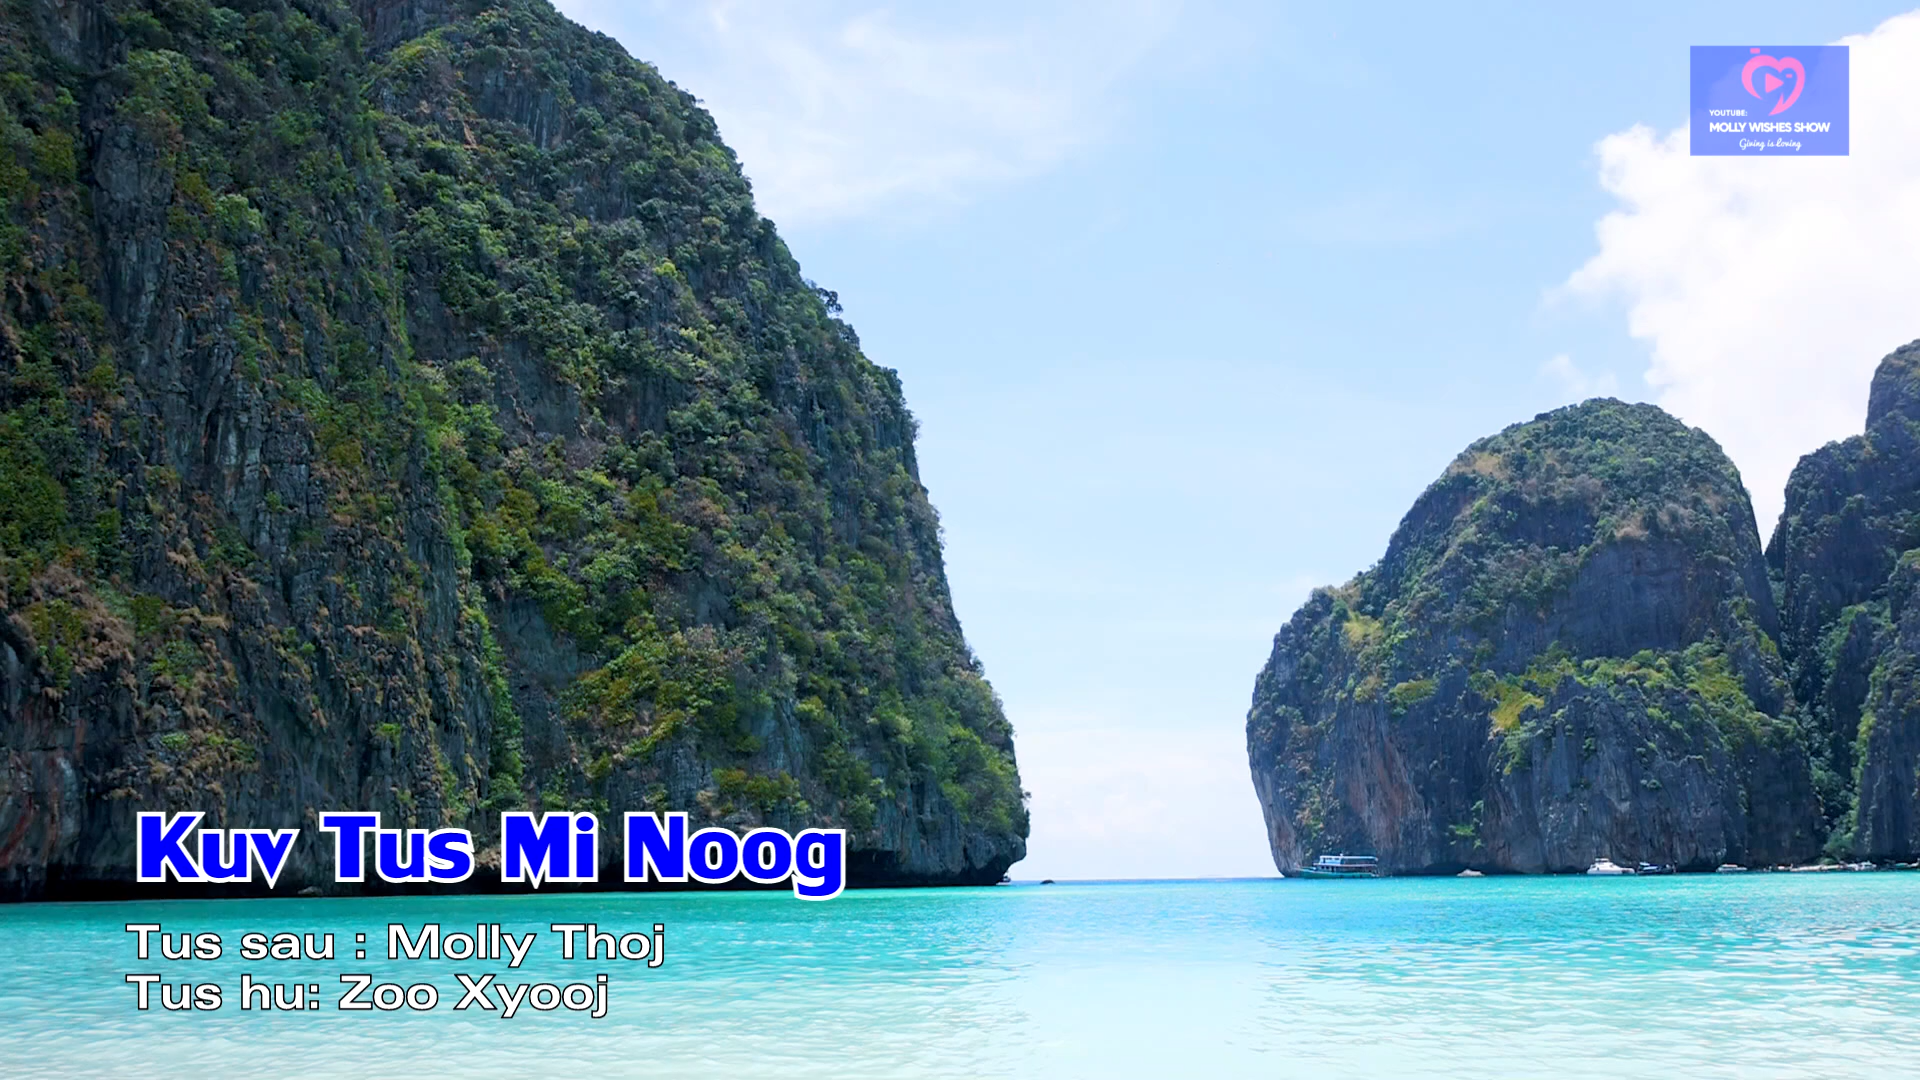 YOUTUBE:
MOLLY WISHES SHOW
Giving is Loving
Kuv Tus Mi Noog
Tus sau : Molly Thoj
Tus hu: Zoo Xyooj